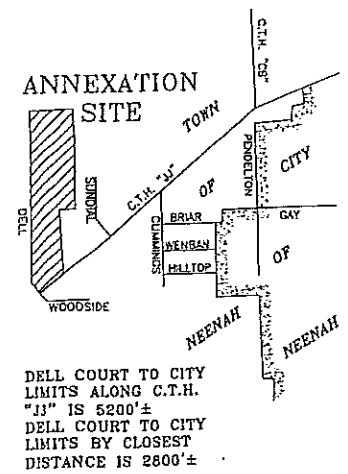 C.T.H. "CB"
ANNEXATION
SITE
TOWN
OF
NEENAH
CITY
OF
NEENAH
PENDELTON
C.T.H. "JJ"
SUNDIAL
DELL
WOODSIDE
CUMMINGS
BRIAR
GAY
WENBAN
HILLTOP
DELL COURT TO CITY
LIMITS ALONG C.T.H.
"JJ" IS 5200'±
DELL COURT TO CITY
LIMITS BY CLOSEST
DISTANCE IS 2800'±